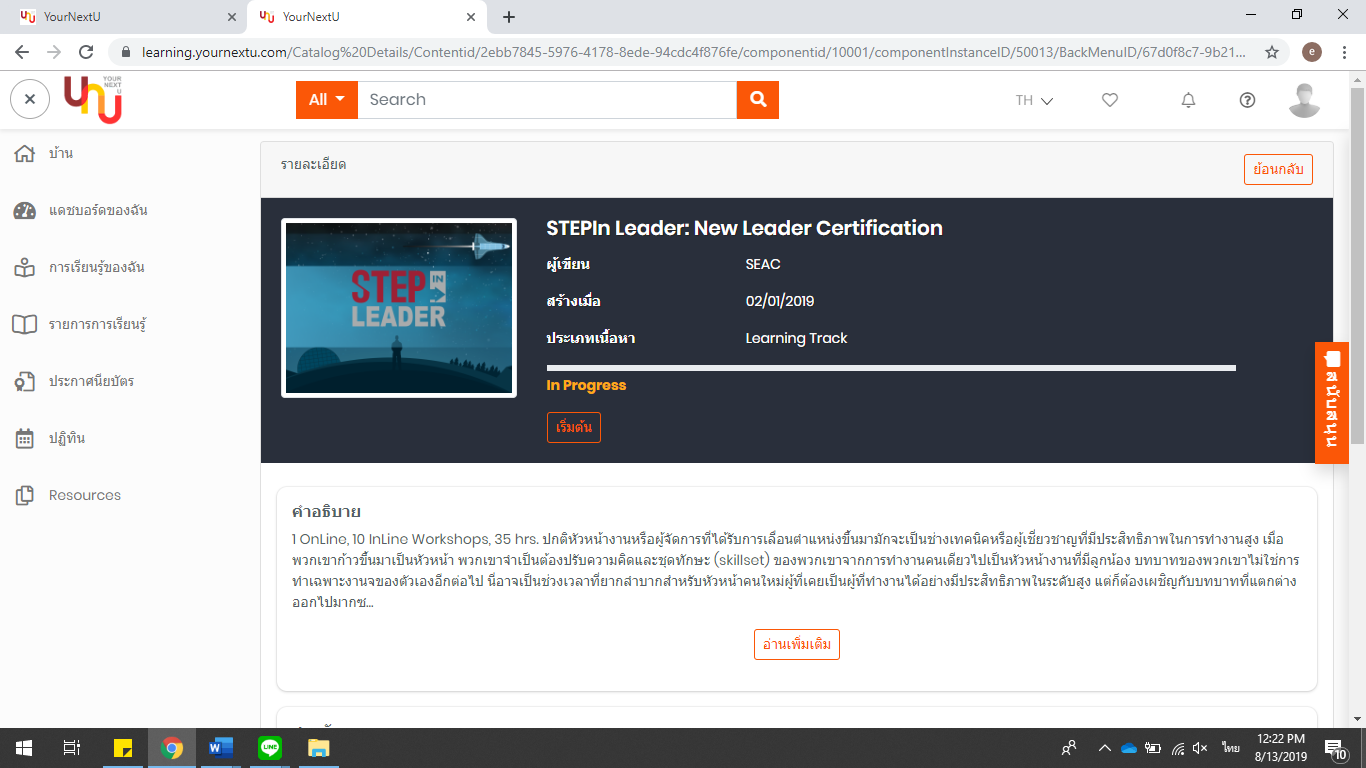 YourNextU
YourNextU
learning.yournextu.com/Catalog%20Details/Contentid/2ebb7845-5976-4178-8ede-94cdc4f876fe/componentid/10001/componentInstanceID/50013/BackMenuID/67d0f8c7-9b21...
e
YOUR
NEXT
U
unu
All
Search
TH
บ้าน
แดชบอร์ดของฉัน
การเรียนรู้ของฉัน
รายการการเรียนรู้
ประกาศนียบัตร
ปฏิทิน
Resources
รายละเอียด
ย้อนกลับ
STEP IN
LEADER
STEPIn Leader: New Leader Certification
ผู้เขียน SEAC
สร้างเมื่อ 02/01/2019
ประเภทเนื้อหา Learning Track
In Progress
เริ่มต้น
สนับสนุน
คำอธิบาย
1 OnLine, 10 InLine Workshops, 35 hrs. ปกติหัวหน้างานหรือผู้จัดการที่ได้รับการเลื่อนตำแหน่งขึ้นมามักจะเป็นช่างเทคนิคหรือผู้เชี่ยวชาญที่มีประสิทธิภาพในการทำงานสูง เมื่อ
พวกเขาก้าวขึ้นมาเป็นหัวหน้า พวกเขาจำเป็นต้องปรับความคิดและชุดทักษะ (skillset) ของพวกเขาจากการทำงานคนเดียวไปเป็นหัวหน้างานที่มีลูกน้อง บทบาทของพวกเขาไม่ใช่การ
ทำเฉพาะงานของตัวเองอีกต่อไป นี่อาจเป็นช่วงเวลาที่ยากลำบากสำหรับหัวหน้าคนใหม่ผู้ที่เคยเป็นผู้ที่ทำงานได้อย่างมีประสิทธิภาพในระดับสูง แต่ก็ต้องเผชิญกับบทบาทที่แตกต่าง
ออกไปมากซ...
อ่านเพิ่มเติม
ไทย
12:22 PM
8/13/2019
10